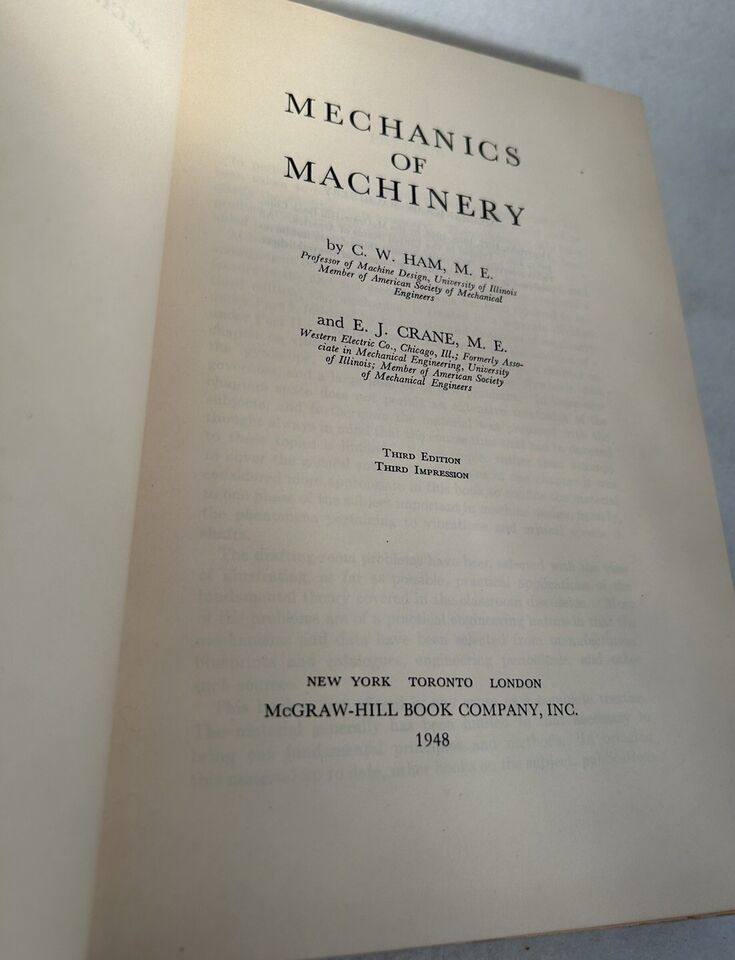 MECHANICS
OF
MACHINERY
by C. W. HAM, M. E.
Professor of Machine Design, University of Illinois
Member of American Society of Mechanical
Engineers
and E. J. CRANE, M. E.
Western Electric Co., Chicago, Ill.; Formerly Asso-
ciate in Mechanical Engineering, University
of Illinois; Member of American Society
of Mechanical Engineers
THIRD EDITION
THIRD IMPRESSION
NEW YORK TORONTO LONDON
McGRAW-HILL BOOK COMPANY, INC.
1948